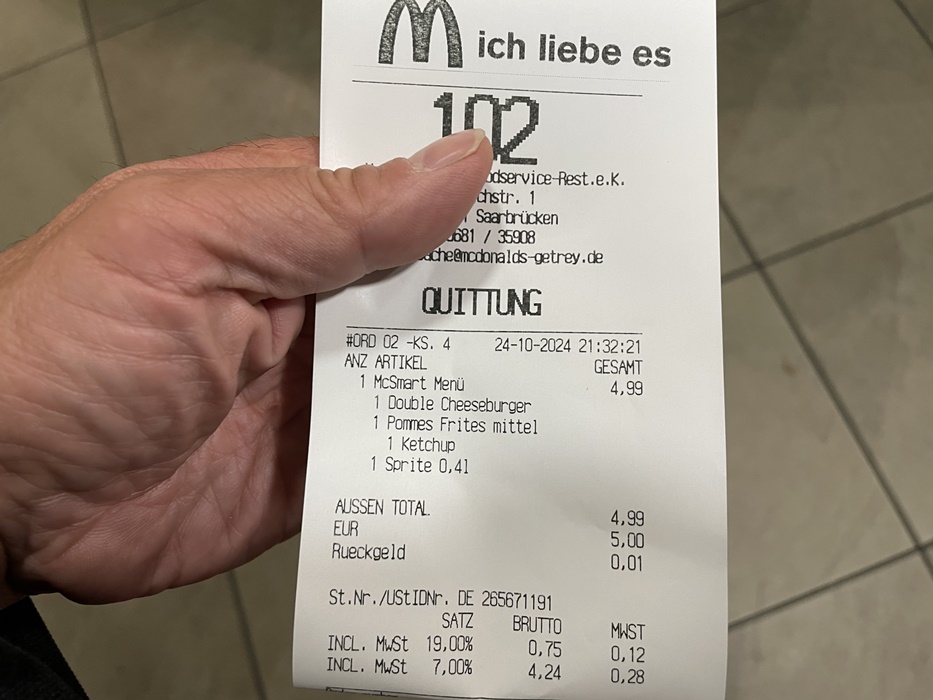 M ich liebe es
102
odservice-Rest.e.K.
chstr. 1
Saarbrücken
0681 / 35908
ache@mcdonalds-getrey.de
QUITTUNG
#ORD 02 -KS. 4 24-10-2024 21:32:21
ANZ ARTIKEL GESAMT
1 McSmart Menü 4,99
1 Double Cheeseburger
1 Pommes Frites mittel
1 Ketchup
1 Sprite 0,4l
AUSSEN TOTAL 4,99
EUR 5,00
Rueckgeld 0,01
St.Nr./UStIDNr. DE 265671191
SATZ BRUTTO MWST
INCL. MwSt 19,00% 0,75 0,12
INCL. MwSt 7,00% 4,24 0,28